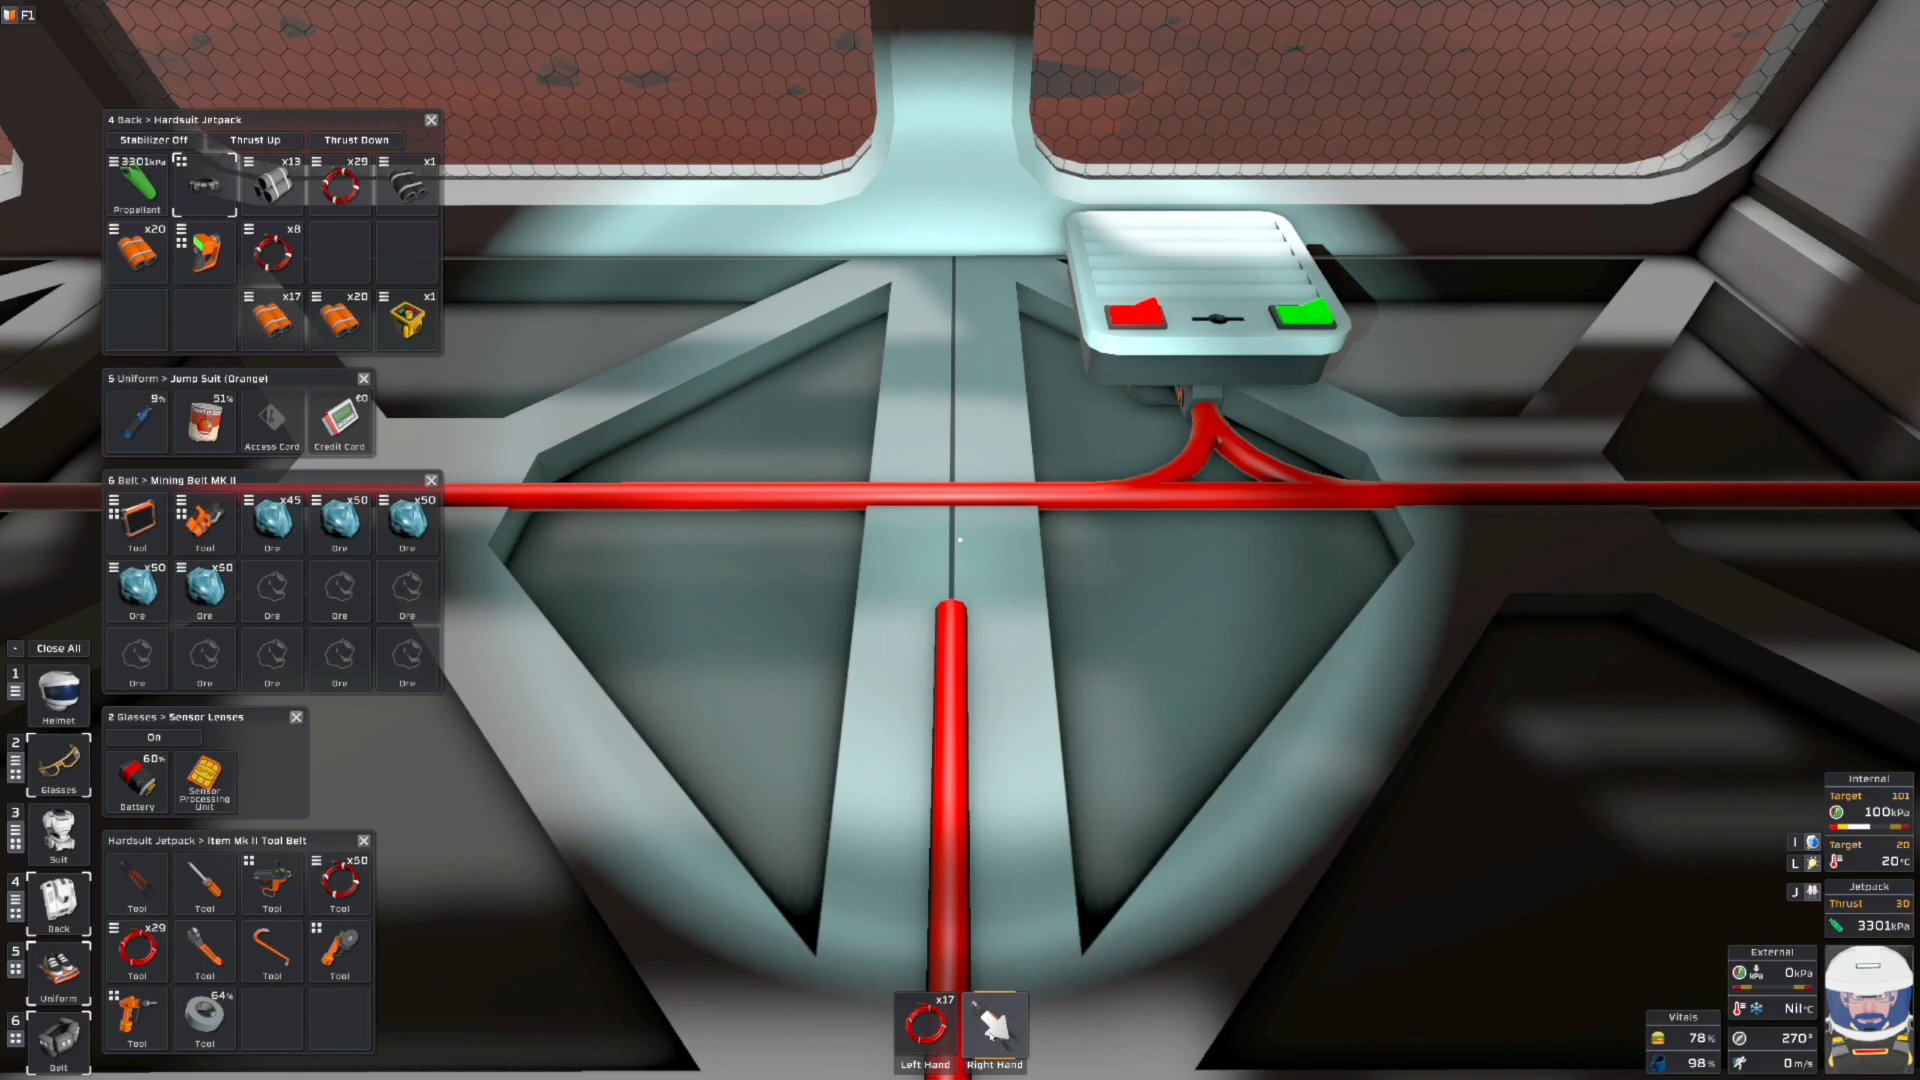 F1
4 Back > Hardsuit Jetpack
Stabilizer Off Thrust Up Thrust Down
3301kPa x13 x29 x1
Propellant
x20 x8
x17 x20 x1
5 Uniform > Jump Suit (Orange)
9% 51% €0
Access Card Credit Card
6 Belt > Mining Belt MK II
x45 x50 x50
Tool Tool Ore Ore Ore
x50 x50
Ore Ore Ore Ore Ore
Ore Ore Ore Ore Ore
- Close All
1
Helmet
2
Glasses
3
Suit
4
Back
5
Uniform
6
Belt
2 Glasses > Sensor Lenses
On
60%
Battery Sensor Processing Unit
Hardsuit Jetpack > Item Mk II Tool Belt
x50
Tool Tool Tool Tool
x29
Tool Tool Tool Tool
64%
Tool Tool
x17
Left Hand Right Hand
Internal
Target 101
100kPa
Target 20
20°C
I
L
J
Jetpack
Thrust 30
3301kPa
External
kPa 0kPa
Nil°C
270°
0m/s
Vitals
78%
98%